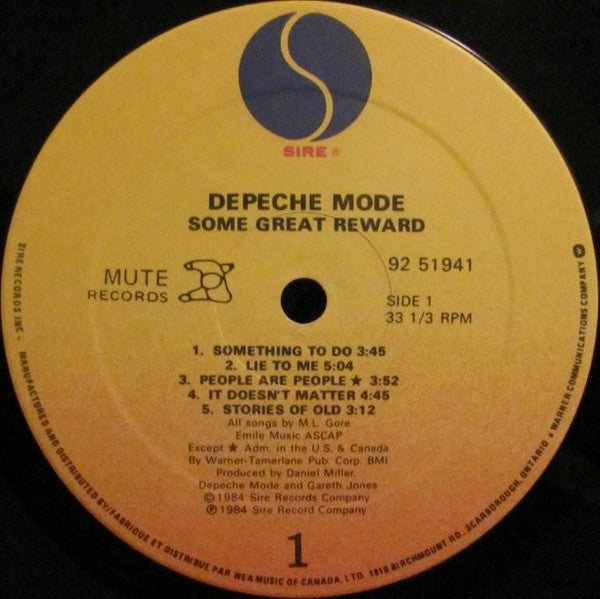 SIRE ®
DEPECHE MODE
SOME GREAT REWARD
MUTE
RECORDS
92 51941
SIDE 1
33 1/3 RPM
1. SOMETHING TO DO 3:45
2. LIE TO ME 5:04
3. PEOPLE ARE PEOPLE ★ 3:52
4. IT DOESN'T MATTER 4:45
5. STORIES OF OLD 3:12
All songs by M.L. Gore
Emile Music ASCAP
Except ★ Adm. in the U.S. & Canada
By Warner-Tamerlane Pub. Corp. BMI
Produced by Daniel Miller,
Depeche Mode and Gareth Jones
©1984 Sire Records Company
℗1984 Sire Record Company
1
SIRE RECORDS INC - MANUFACTURED AND DISTRIBUTED BY/FABRIQUE ET DISTRIBUE PAR WEA MUSIC OF CANADA, LTD. 1810 BIRCHMOUNT RD., SCARBOROUGH, ONTARIO • WARNER COMMUNICATIONS COMPANY